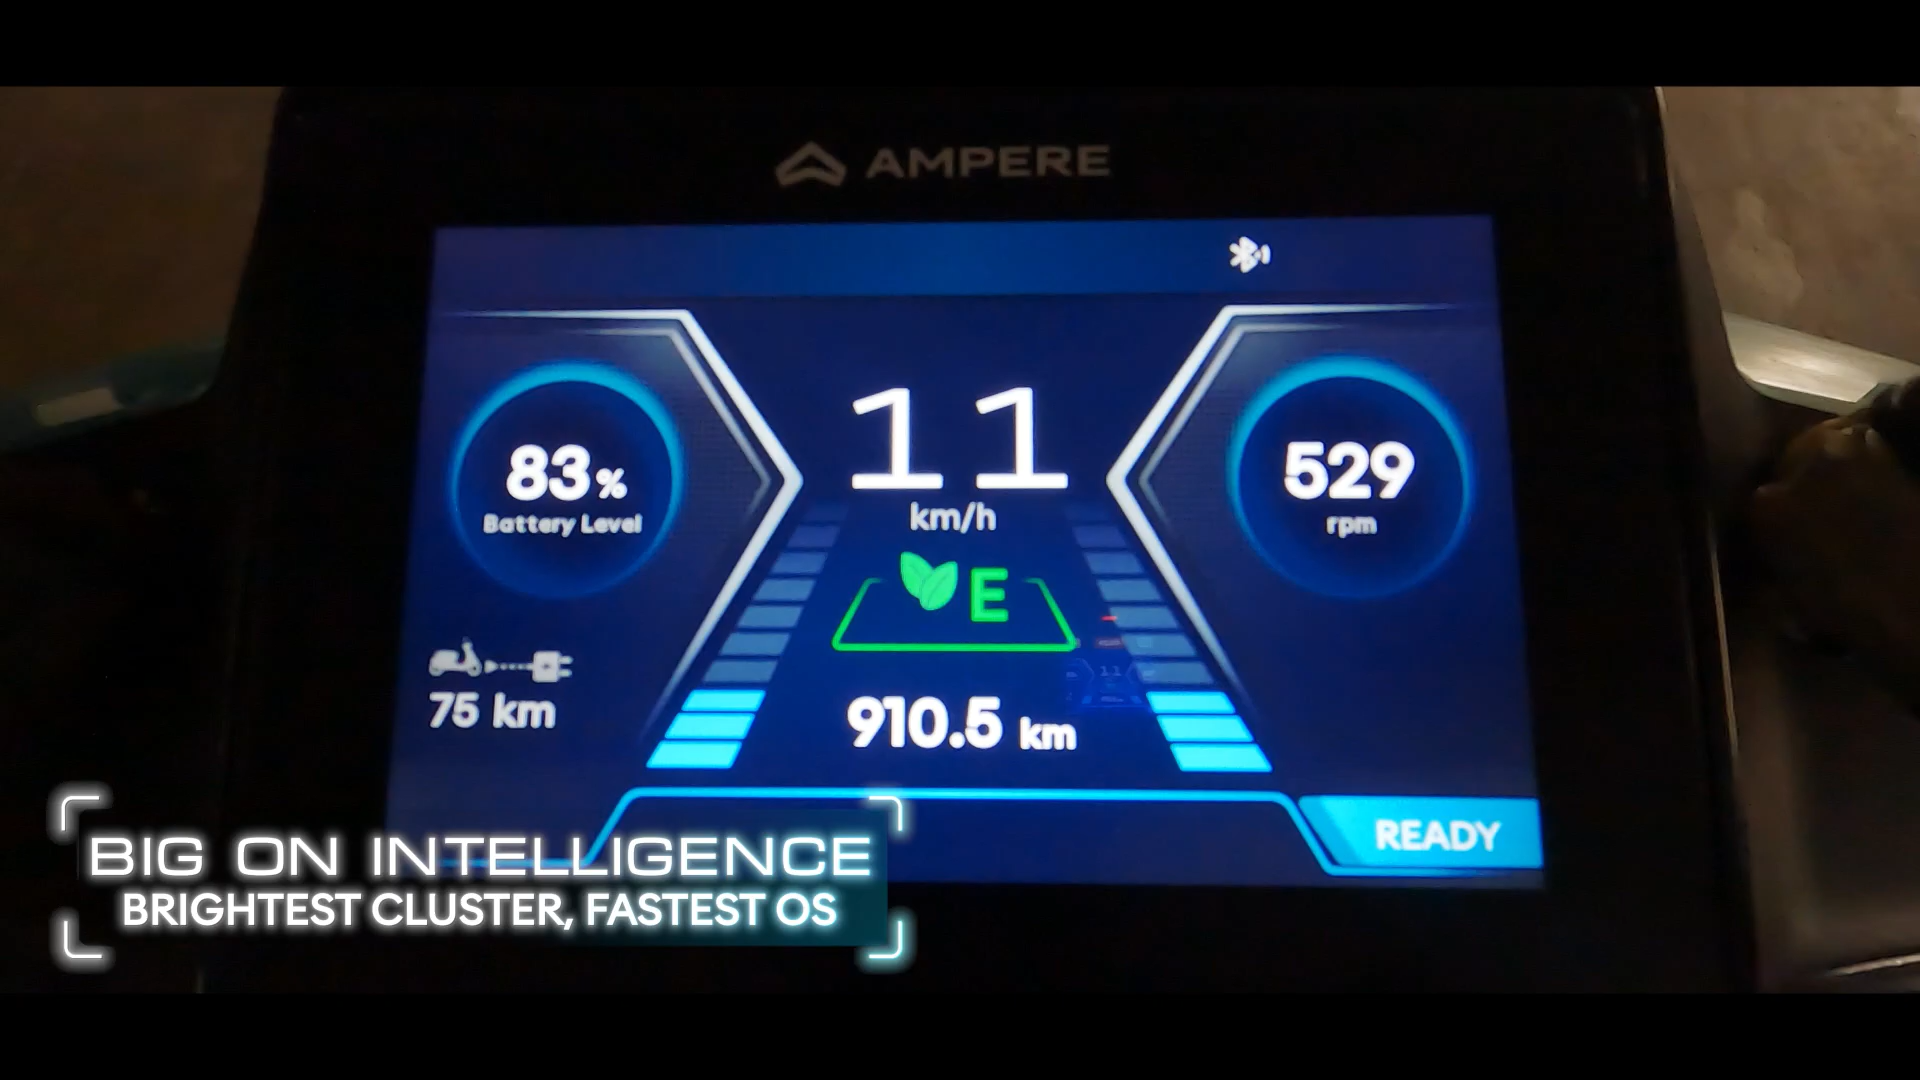 AMPERE
83%
Battery Level
11
km/h
E
529
rpm
75 km
910.5 km
READY
BIG ON INTELLIGENCE
BRIGHTEST CLUSTER, FASTEST OS